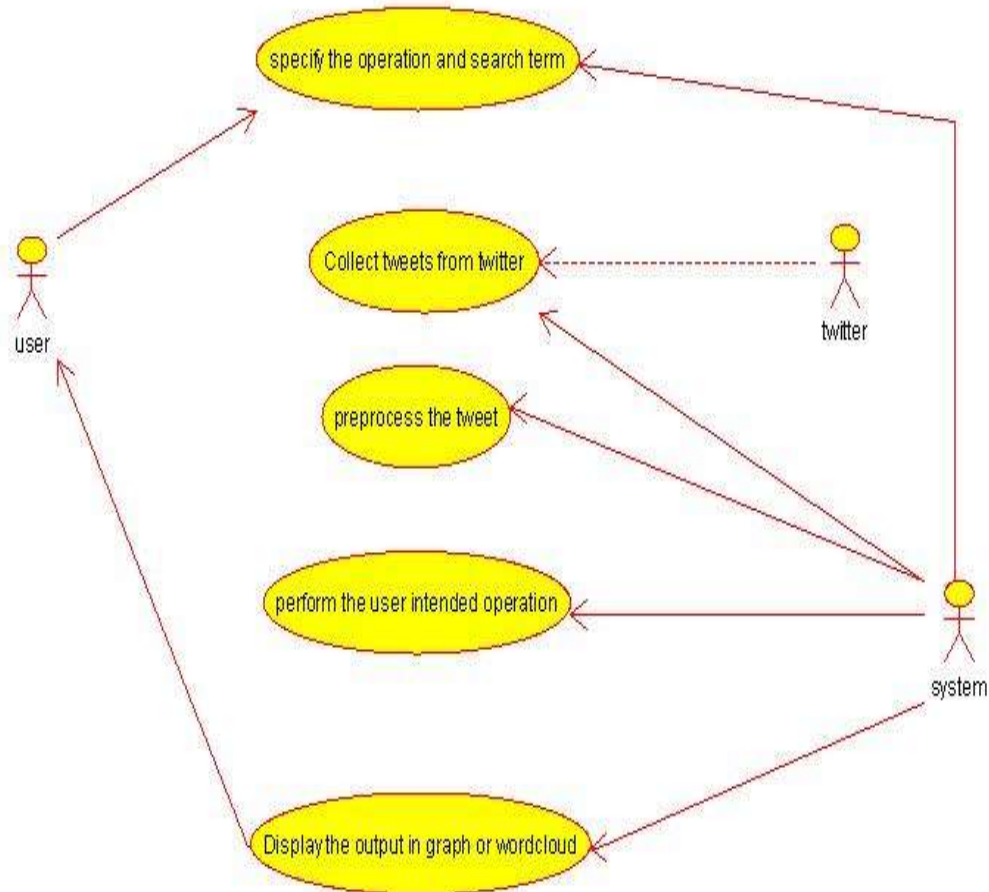 specify the operation and search term
Collect tweets from twitter
user
twitter
preprocess the tweet
perform the user intended operation
system
Display the output in graph or wordcloud